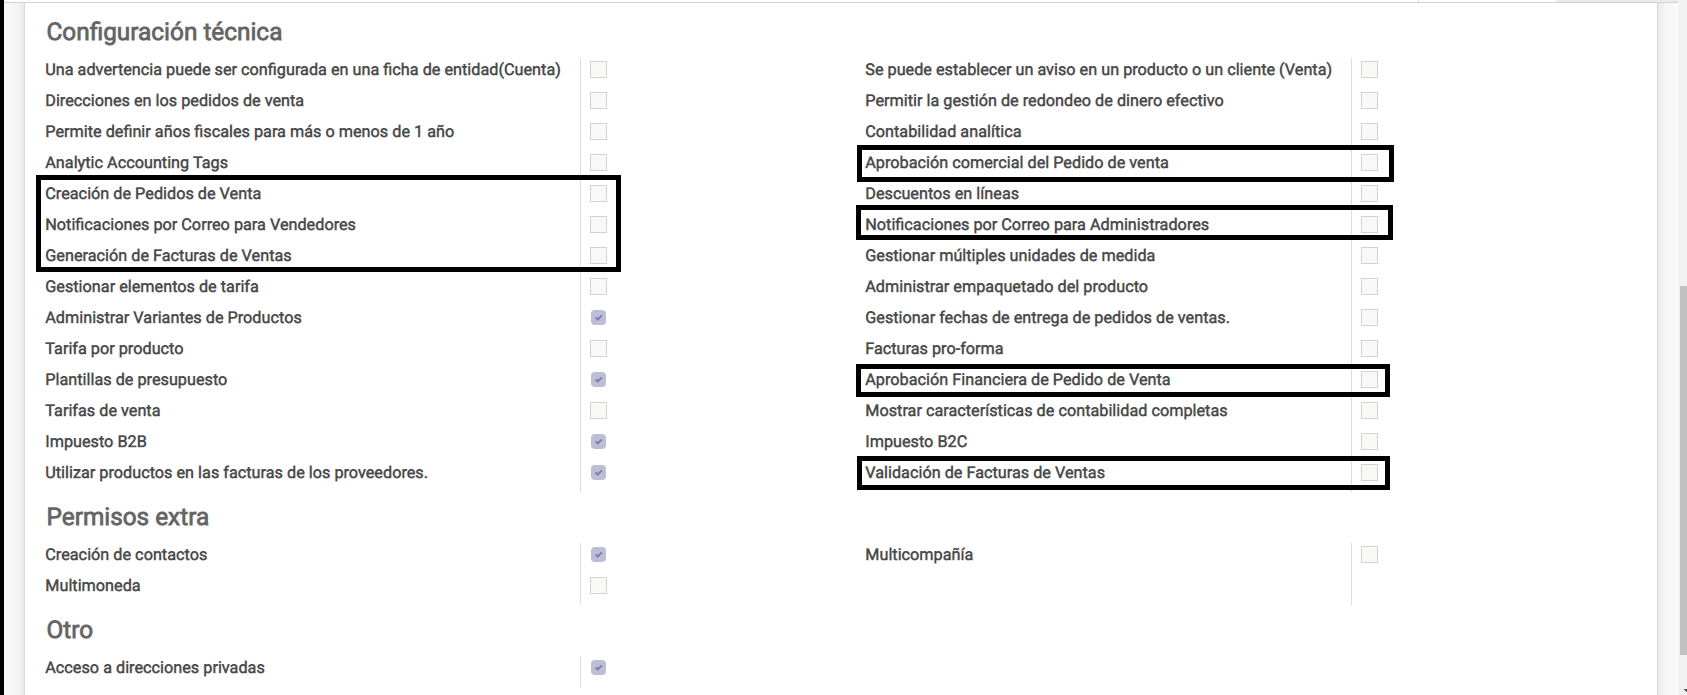 Configuración técnica
Una advertencia puede ser configurada en una ficha de entidad(Cuenta)
Se puede establecer un aviso en un producto o un cliente (Venta)
Direcciones en los pedidos de venta
Permitir la gestión de redondeo de dinero efectivo
Permite definir años fiscales para más o menos de 1 año
Contabilidad analítica
Analytic Accounting Tags
Aprobación comercial del Pedido de venta
Creación de Pedidos de Venta
Descuentos en líneas
Notificaciones por Correo para Vendedores
Notificaciones por Correo para Administradores
Generación de Facturas de Ventas
Gestionar múltiples unidades de medida
Gestionar elementos de tarifa
Administrar empaquetado del producto
Administrar Variantes de Productos
Gestionar fechas de entrega de pedidos de ventas.
Tarifa por producto
Facturas pro-forma
Plantillas de presupuesto
Aprobación Financiera de Pedido de Venta
Tarifas de venta
Mostrar características de contabilidad completas
Impuesto B2B
Impuesto B2C
Utilizar productos en las facturas de los proveedores.
Validación de Facturas de Ventas
Permisos extra
Creación de contactos
Multicompañía
Multimoneda
Otro
Acceso a direcciones privadas